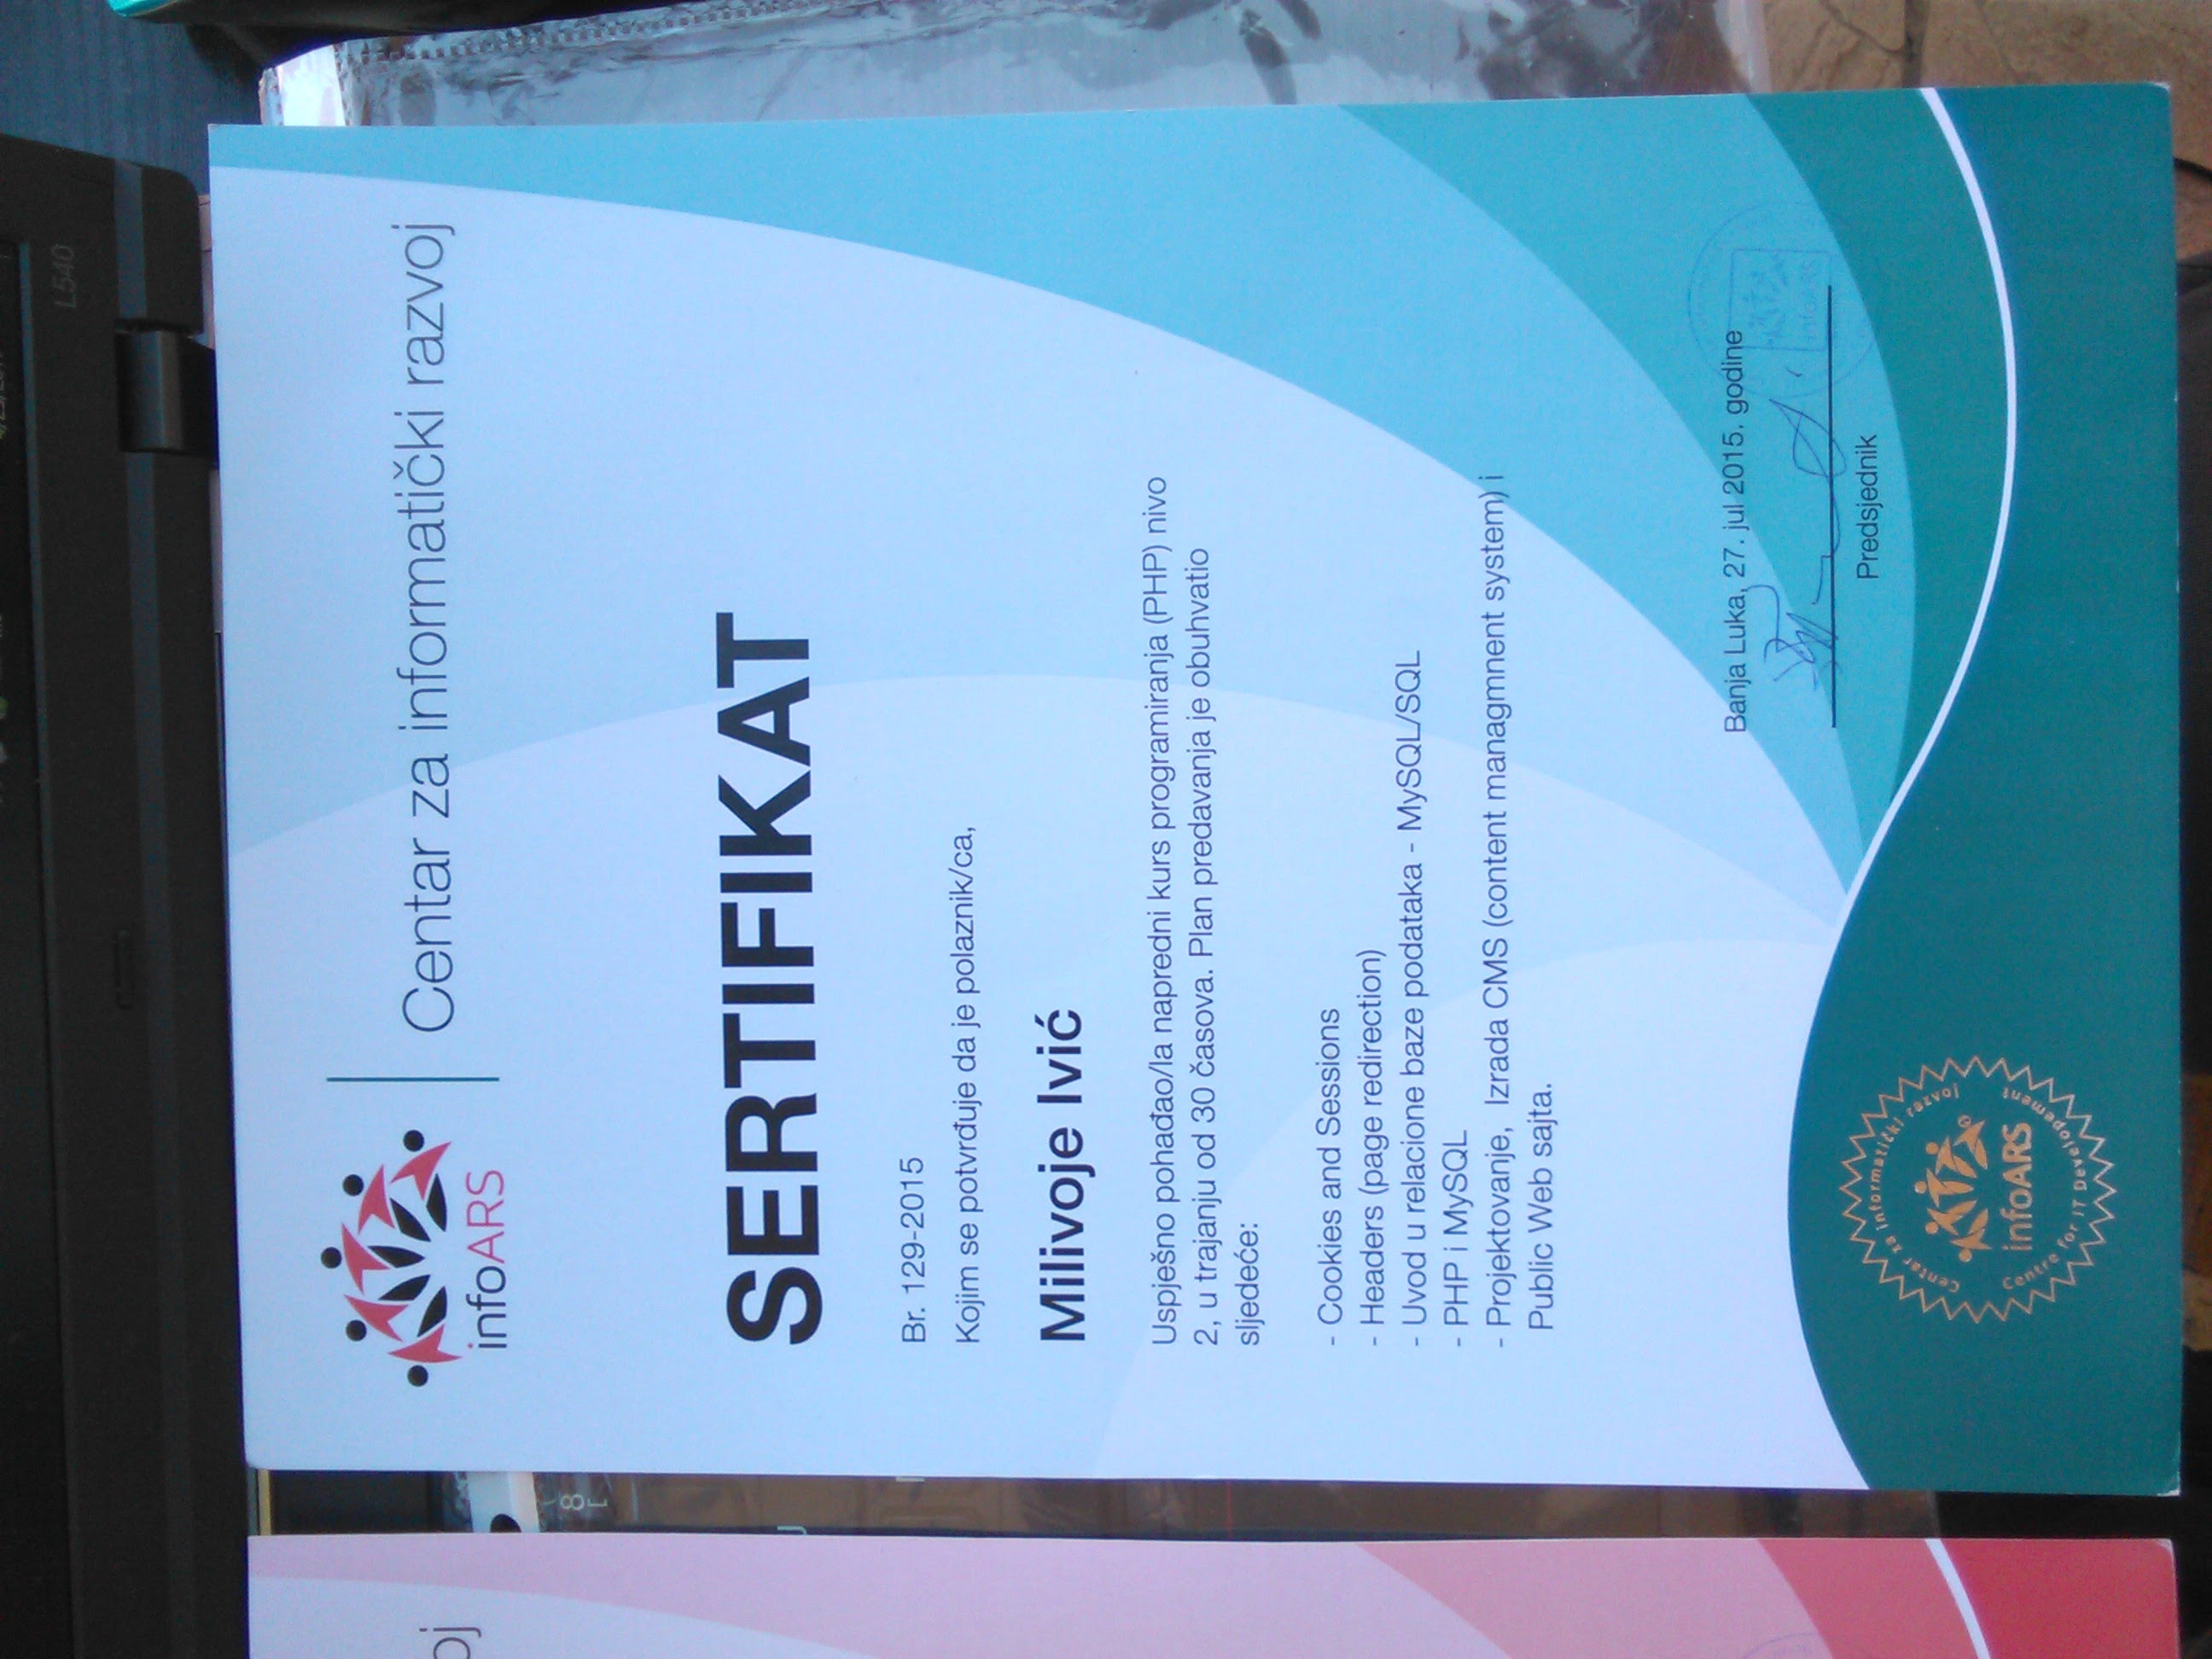 infoARS
Centar za informatički razvoj
SERTIFIKAT
Br. 129-2015
Kojim se potvrđuje da je polaznik/ca,
Milivoje Ivić
Uspješno pohađao/la napredni kurs programiranja (PHP) nivo
2, u trajanju od 30 časova. Plan predavanja je obuhvatio
sljedeće:
- Cookies and Sessions
- Headers (page redirection)
- Uvod u relacione baze podataka - MySQL/SQL
- PHP i MySQL
- Projektovanje, Izrada CMS (content managmnent system) i
Public Web sajta.
Banja Luka, 27. jul 2015. godine
Predsjednik
Centar za informatički razvoj
infoARS
Centre for IT Development
infoARS
L540
oj